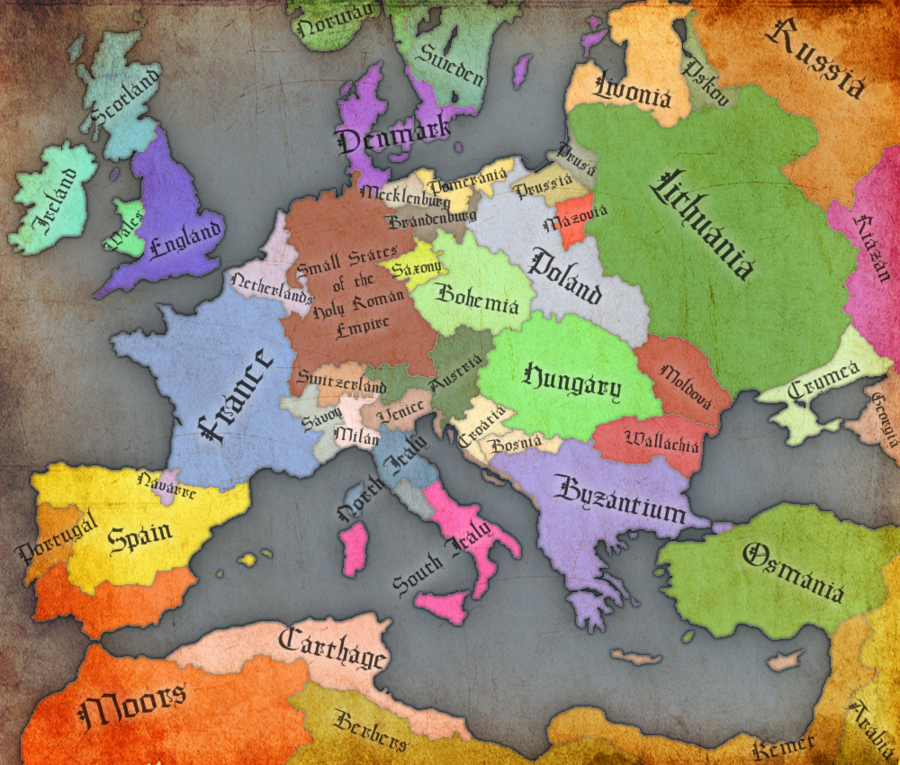 Norway
Sweden
Russia
Scotland
Livonia
Pskov
Denmark
Prusa
Ireland
Mecklenburg
Pomerania
Prussia
Lithuania
Wales
England
Brandenburg
Mazovia
Riazan
Netherlands
Small States
of the
Holy Roman
Empire
Saxony
Bohemia
Poland
France
Switzerland
Austria
Hungary
Moldova
Crymea
Savoy
Milan
Venice
Croatia
Bosnia
Wallachia
Georgia
Navarre
North Italy
Byzantium
Portugal
Spain
South Italy
Osmania
Carthage
Moors
Berbers
Kemet
Arabia